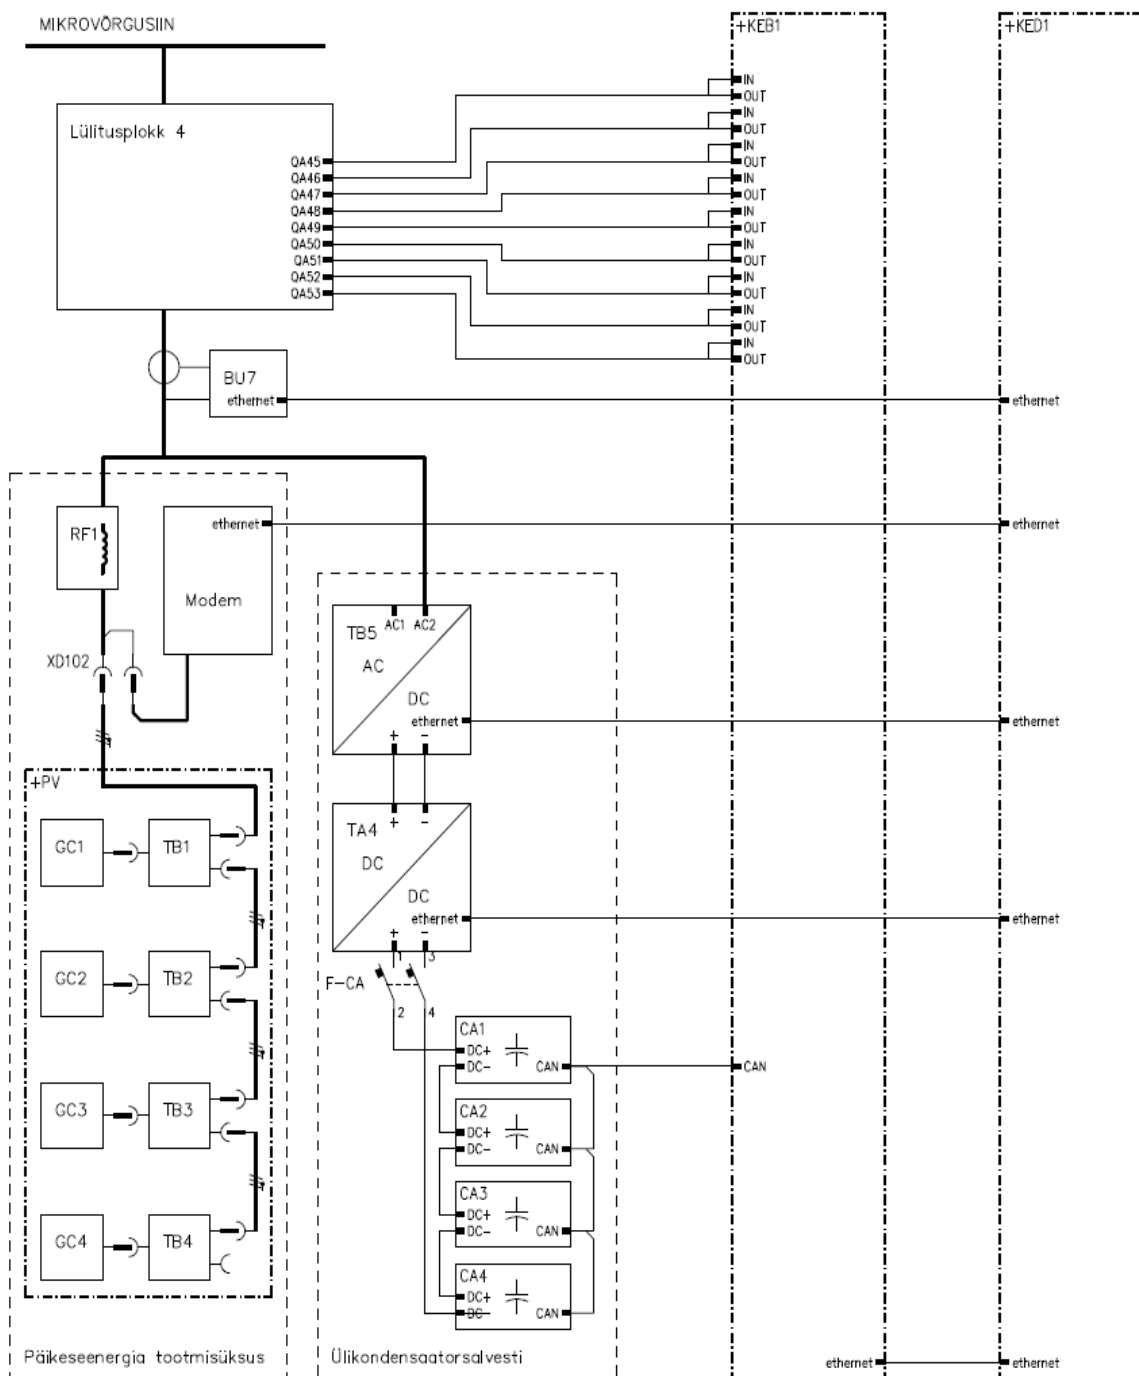 MIKROVÕRGUSIIN
+KEB1
+KED1
Lülitusplokk 4
QA45
QA46
QA47
QA48
QA49
QA50
QA51
QA52
QA53
IN
OUT
IN
OUT
IN
OUT
IN
OUT
IN
OUT
IN
OUT
IN
OUT
IN
OUT
IN
OUT
BU7
ethernet
ethernet
RF1
ethernet
Modem
ethernet
XD102
TB5
AC1 AC2
AC
DC
ethernet
+ -
ethernet
+PV
GC1
TB1
GC2
TB2
GC3
TB3
GC4
TB4
+ -
TA4
DC
DC
ethernet
+ -
ethernet
1 3
F-CA
2 4
CA1
DC+
DC-
CAN
CAN
CA2
DC+
DC-
CAN
CA3
DC+
DC-
CAN
CA4
DC+
DC-
CAN
Päikeseenergia tootmisüksus
Ülikondensaatorsalvesti
ethernet
ethernet